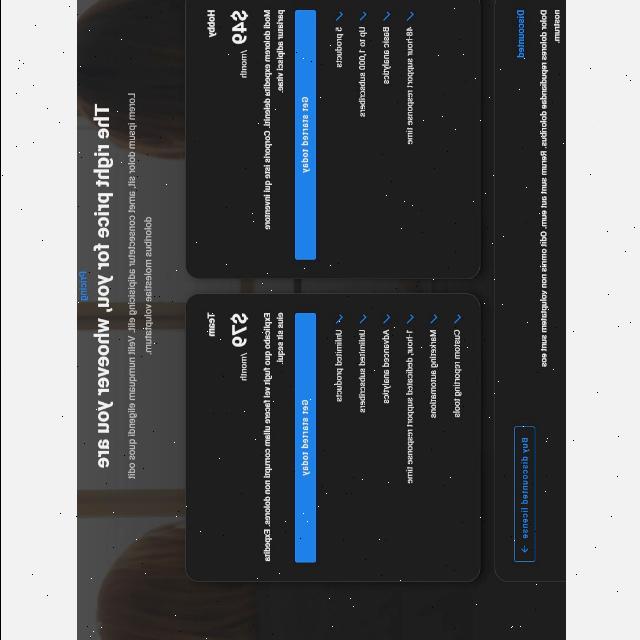 Pricing
The right price for you, whoever you are
Lorem ipsum dolor sit, amet consectetur adipisicing elit. Velit numquam eligendi quos odit
doloribus molestiae voluptatum.
Hobby
$49
/month
Modi dolorem expedita deleniti. Corporis iste qui inventore
pariatur adipisci vitae.
Get started today
✓ 5 products
✓ Up to 1,000 subscribers
✓ Basic analytics
✓ 48-hour support response time
Team
$79
/month
Explicabo quo fugit vel facere ullam corrupti non dolores. Expedita
eius sit sequi.
Get started today
✓ Unlimited products
✓ Unlimited subscribers
✓ Advanced analytics
✓ 1-hour, dedicated support response time
✓ Marketing automations
✓ Custom reporting tools
Discounted
Dolor dolores repudiandae doloribus. Rerum sunt aut eum. Odit omnis non voluptatem sunt eos
nostrum.
Buy discounted license →